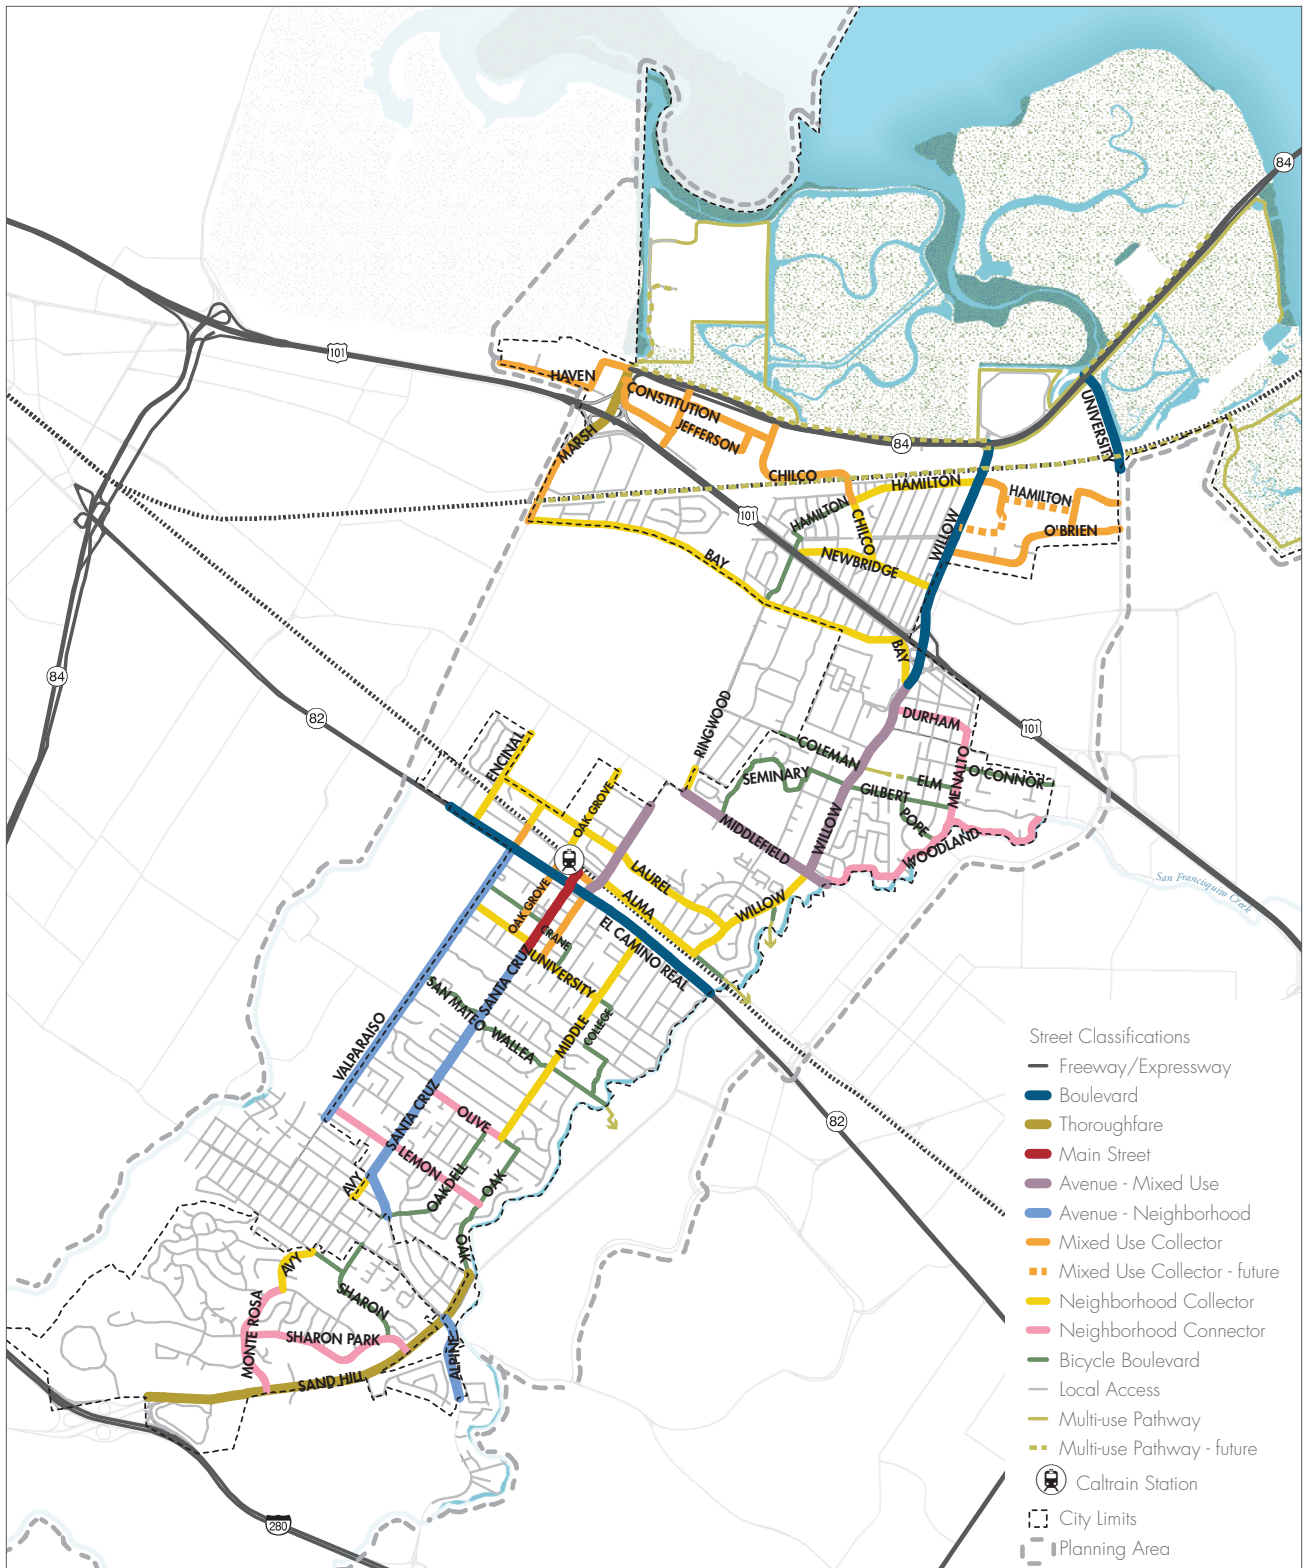 84
101
HAVEN
CONSTITUTION
JEFFERSON
MARSH
UNIVERSITY
84
CHILCO
HAMILTON
HAMILTON
HAMILTON
101
CHILCO
WILLOW
O'BRIEN
BAY
NEWBRIDGE
BAY
84
82
RINGWOOD
DURHAM
101
ENCINAL
COLEMAN
SEMINARY
ELM
O'CONNOR
MENALTO
GILBERT
OAK GROVE
POPE
MIDDLEFIELD
WILLOW
WOODLAND
LAUREL
San Francisquito Creek
OAK GROVE
ALMA
WILLOW
CRANE
EL CAMINO REAL
SANTA CRUZ
UNIVERSITY
SAN MATEO
WALLEA
MIDDLE
COLLEGE
VALPARAISO
SANTA CRUZ
OLIVE
82
LEMON
AVY
OAKDELL
OAK
OAK
AVY
SHARON
MONTE ROSA
SHARON PARK
ALPINE
SAND HILL
280
Street Classifications
Freeway/Expressway
Boulevard
Thoroughfare
Main Street
Avenue - Mixed Use
Avenue - Neighborhood
Mixed Use Collector
Mixed Use Collector - future
Neighborhood Collector
Neighborhood Connector
Bicycle Boulevard
Local Access
Multi-use Pathway
Multi-use Pathway - future
Caltrain Station
City Limits
Planning Area